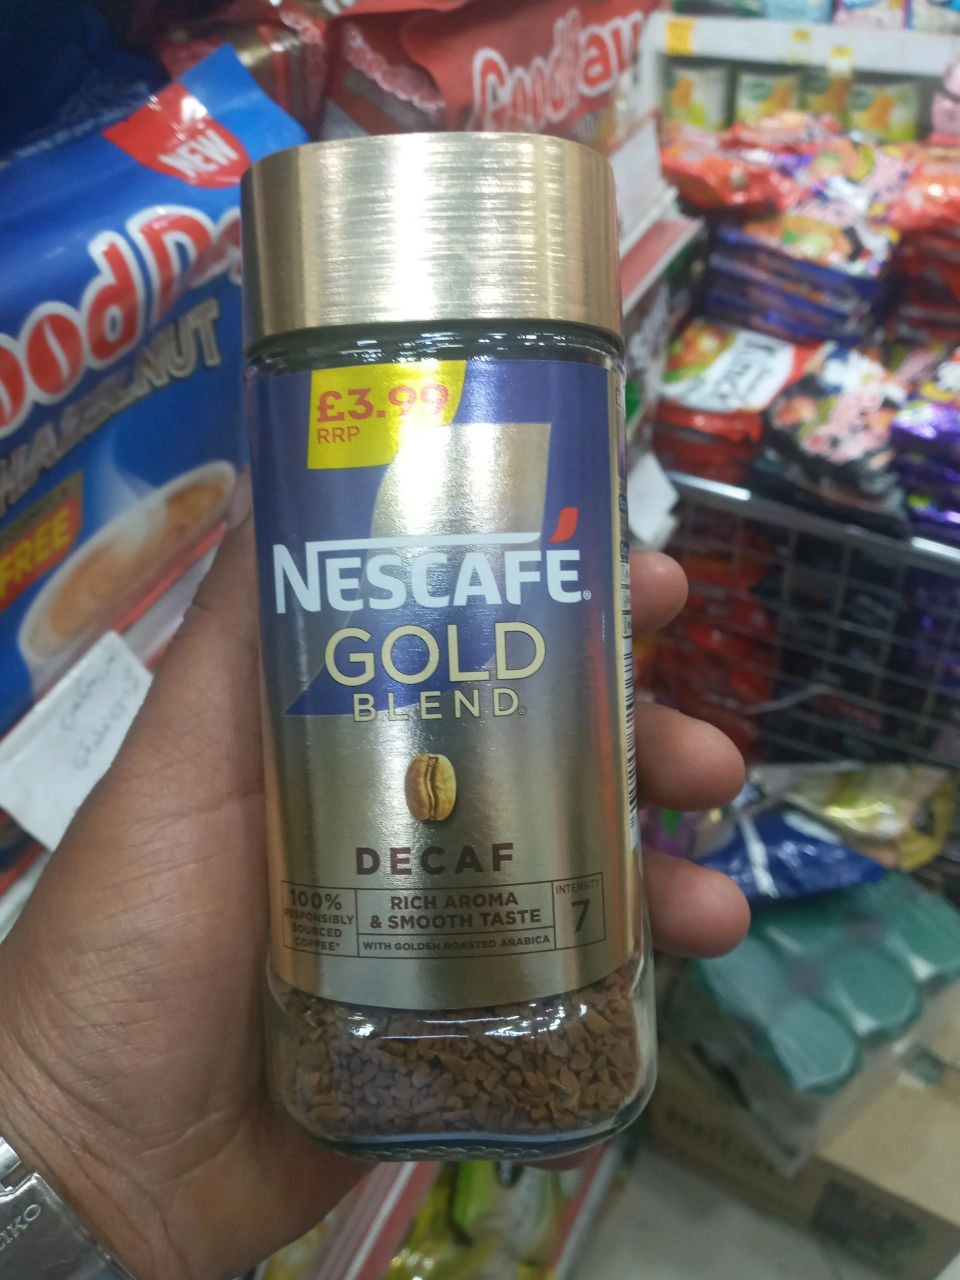 NEW
HAZELNUT
FREE
£3.99
RRP
NESCAFÉ®
GOLD
BLEND®
DECAF
100%
RESPONSIBLY
SOURCED
COFFEE*
RICH AROMA
& SMOOTH TASTE
WITH GOLDEN ROASTED ARABICA
INTENSITY
7